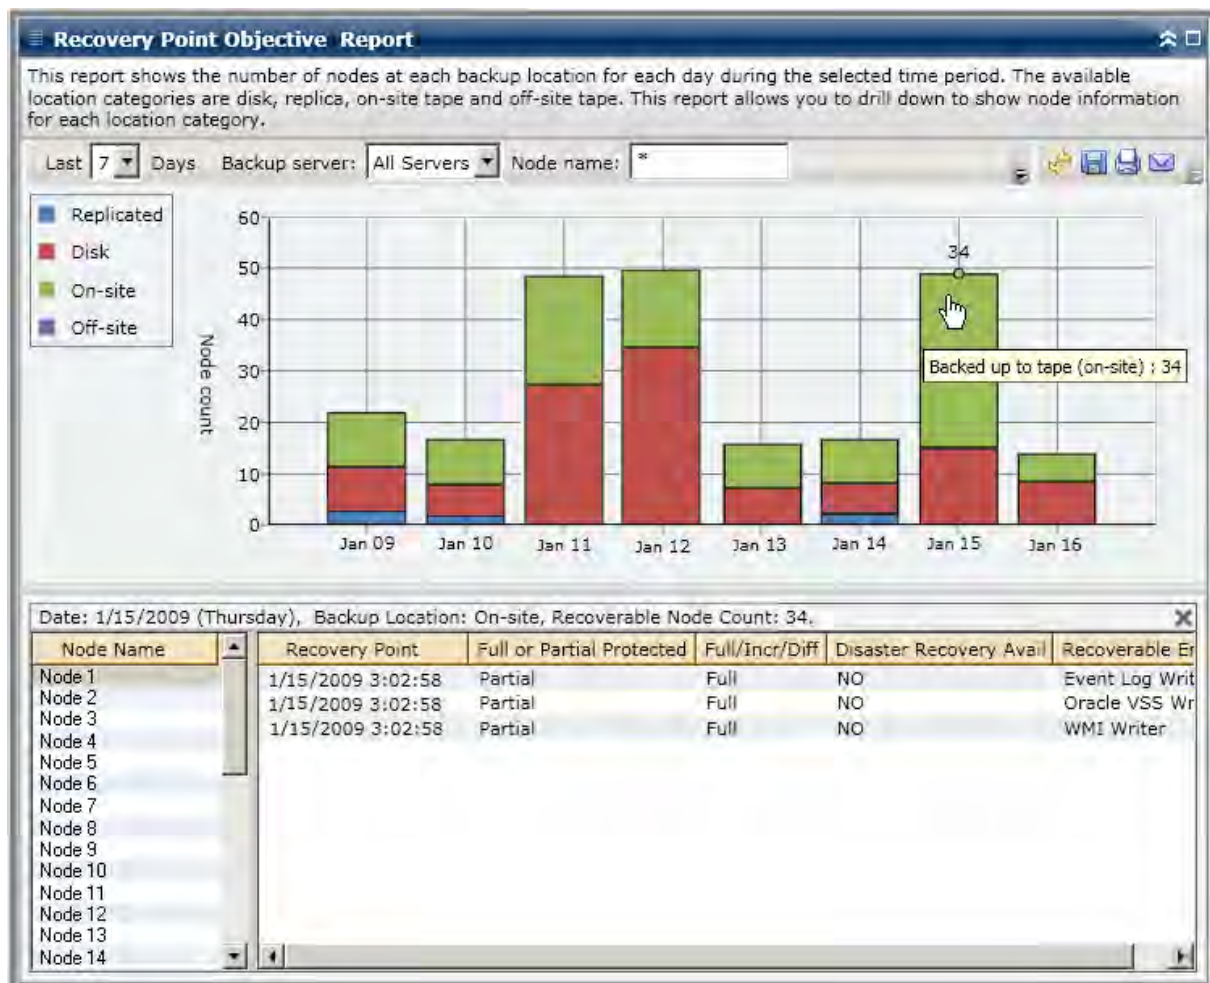 Recovery Point Objective Report
This report shows the number of nodes at each backup location for each day during the selected time period. The available
location categories are disk, replica, on-site tape and off-site tape. This report allows you to drill down to show node information
for each location category.
Last 7 Days Backup server: All Servers Node name: *
Replicated
Disk
On-site
Off-site
Node count
60
50
40
30
20
10
0
34
Backed up to tape (on-site) : 34
Jan 09 Jan 10 Jan 11 Jan 12 Jan 13 Jan 14 Jan 15 Jan 16
Date: 1/15/2009 (Thursday), Backup Location: On-site, Recoverable Node Count: 34.
Node Name
Node 1
Node 2
Node 3
Node 4
Node 5
Node 6
Node 7
Node 8
Node 9
Node 10
Node 11
Node 12
Node 13
Node 14
Recovery Point Full or Partial Protected Full/Incr/Diff Disaster Recovery Avail Recoverable Er
1/15/2009 3:02:58 Partial Full NO Event Log Writ
1/15/2009 3:02:58 Partial Full NO Oracle VSS Wr
1/15/2009 3:02:58 Partial Full NO WMI Writer